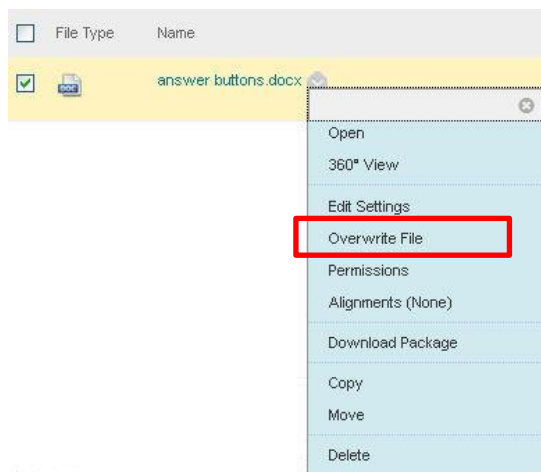 File Type Name
answer buttons.docx
Open
360° View
Edit Settings
Overwrite File
Permissions
Alignments (None)
Download Package
Copy
Move
Delete